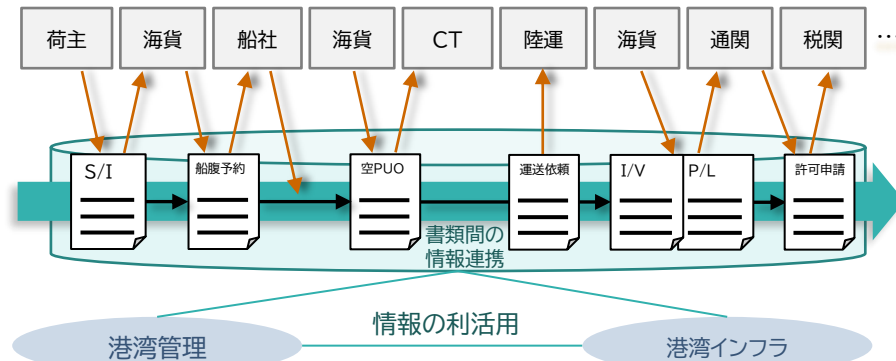 荷主
海貨
船社
海貨
CT
陸運
海貨
通関
税関
…
S/I
船腹予約
空PUO
運送依頼
I/V
P/L
許可申請
書類間の
情報連携
情報の利活用
港湾管理
港湾インフラ